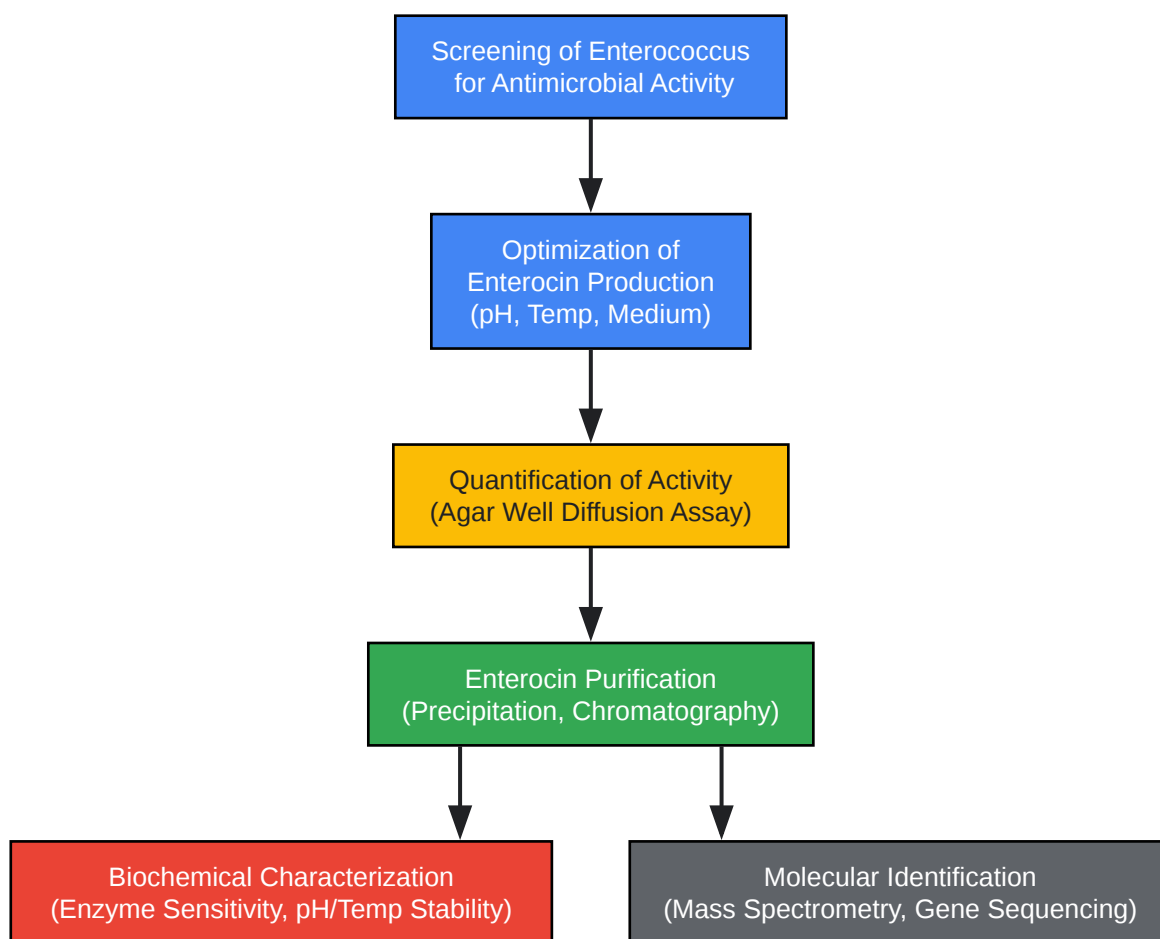 Screening of Enterococcus
for Antimicrobial Activity
Optimization of
Enterocin Production
(pH, Temp, Medium)
Quantification of Activity
(Agar Well Diffusion Assay)
Enterocin Purification
(Precipitation, Chromatography)
Biochemical Characterization
(Enzyme Sensitivity, pH/Temp Stability)
Molecular Identification
(Mass Spectrometry, Gene Sequencing)